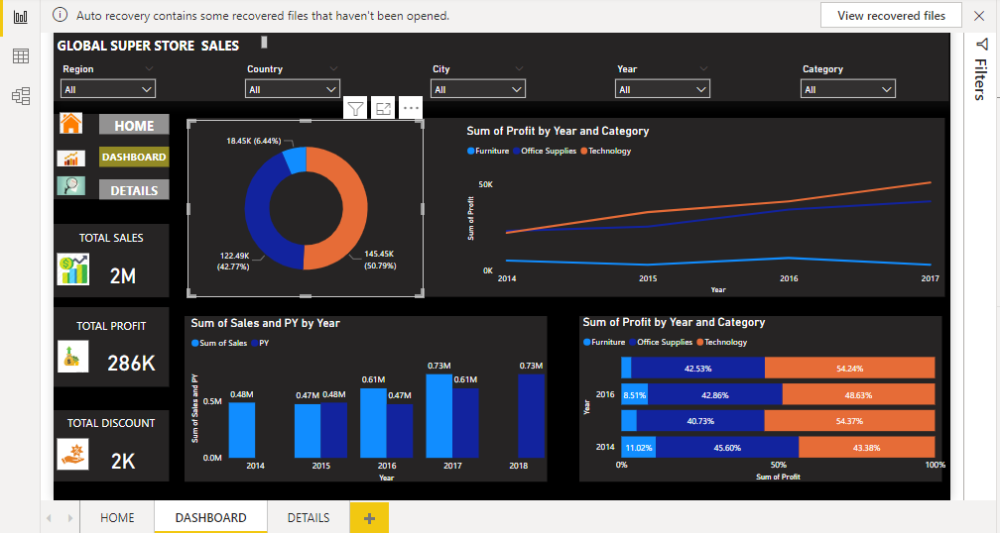 Auto recovery contains some recovered files that haven't been opened.
View recovered files
GLOBAL SUPER STORE SALES
Region
Country
City
Year
Category
All
All
All
All
All
Filters
HOME
DASHBOARD
DETAILS
18.45K (6.44%)
122.49K
(42.77%)
145.45K
(50.79%)
Sum of Profit by Year and Category
Furniture Office Supplies Technology
Sum of Profit
50K
0K
2014
2015
2016
2017
Year
TOTAL SALES
2M
TOTAL PROFIT
286K
TOTAL DISCOUNT
2K
Sum of Sales and PY by Year
Sum of Sales PY
Sum of Sales and PY
0.5M
0.0M
0.48M
0.47M
0.48M
0.61M
0.47M
0.73M
0.61M
0.73M
2014
2015
2016
2017
2018
Year
Sum of Profit by Year and Category
Furniture Office Supplies Technology
Year
42.53%
54.24%
2016
8.51%
42.86%
48.63%
40.73%
54.37%
2014
11.02%
45.60%
43.38%
0%
50%
100%
Sum of Profit
HOME
DASHBOARD
DETAILS